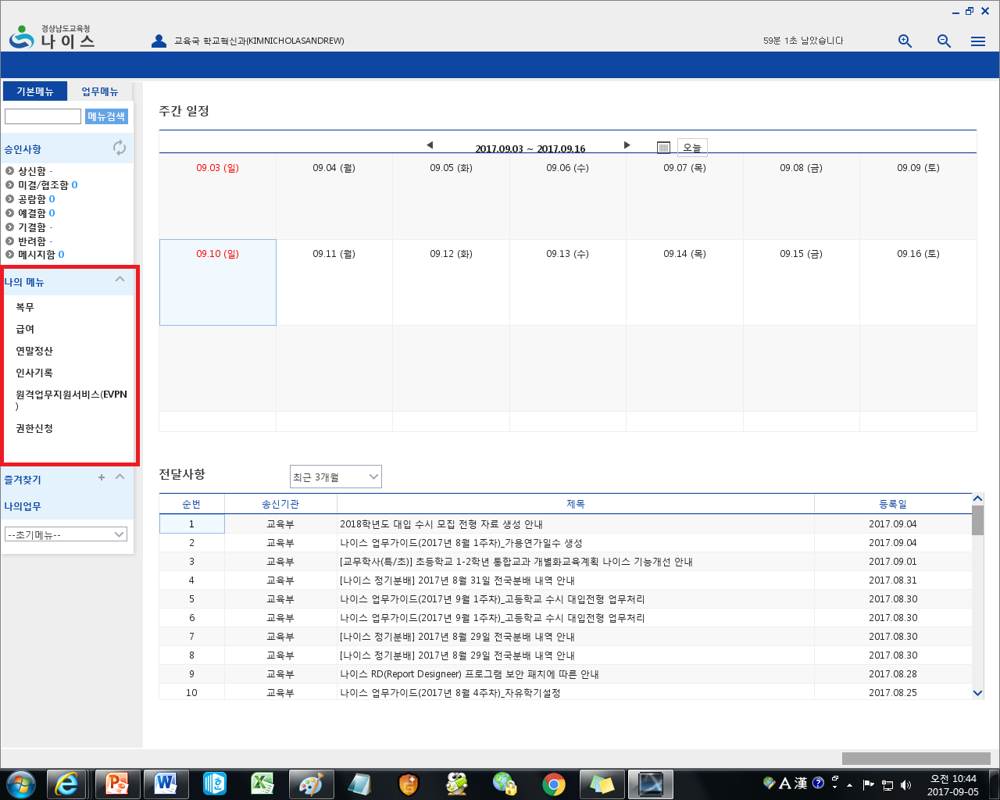 경상남도교육청
나이스
교육국 학교혁신과(KIMNICHOLASANDREW)
59분 1초 남았습니다
기본메뉴 업무메뉴
메뉴검색
승인사항
상신함 -
미결/협조함 0
공람함 0
예결함 0
기결함 -
반려함 -
메시지함 0
나의 메뉴
복무
급여
연말정산
인사기록
원격업무지원서비스(EVPN
)
권한신청
즐겨찾기 +
나의업무
--초기메뉴--
주간 일정
2017.09.03 ~ 2017.09.16 오늘
09.03 (일) 09.04 (월) 09.05 (화) 09.06 (수) 09.07 (목) 09.08 (금) 09.09 (토)
09.10 (일) 09.11 (월) 09.12 (화) 09.13 (수) 09.14 (목) 09.15 (금) 09.16 (토)
전달사항 최근 3개월
순번 송신기관 제목 등록일
1 교육부 2018학년도 대입 수시 모집 전형 자료 생성 안내 2017.09.04
2 교육부 나이스 업무가이드(2017년 8월 1주차)_가용연가일수 생성 2017.09.04
3 교육부 [교무학사(특/초)] 초등학교 1-2학년 통합교과 개별화교육계획 나이스 기능개선 안내 2017.09.01
4 교육부 [나이스 정기분배] 2017년 8월 31일 전국분배 내역 안내 2017.08.31
5 교육부 나이스 업무가이드(2017년 9월 1주차)_고등학교 수시 대입전형 업무처리 2017.08.30
6 교육부 나이스 업무가이드(2017년 9월 1주차)_고등학교 수시 대입전형 업무처리 2017.08.30
7 교육부 [나이스 정기분배] 2017년 8월 29일 전국분배 내역 안내 2017.08.30
8 교육부 [나이스 정기분배] 2017년 8월 29일 전국분배 내역 안내 2017.08.30
9 교육부 나이스 RD(Report Designeer) 프로그램 보안 패치에 따른 안내 2017.08.28
10 교육부 나이스 업무가이드(2017년 8월 4주차)_자유학기설정 2017.08.25
A 漢 ?
오전 10:44
2017-09-05